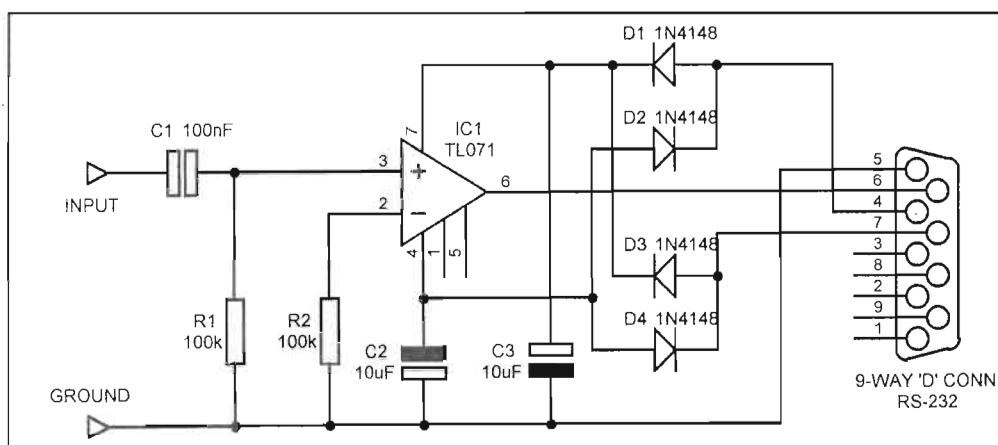 D1 1N4148
D2 1N4148
C1 100nF
7
IC1
TL071
3
+
2
−
6
4
1
5
INPUT
R1
100k
R2
100k
C2
10uF
C3
10uF
D3 1N4148
D4 1N4148
GROUND
5
6
4
7
3
8
2
9
1
9-WAY 'D' CONN
RS-232